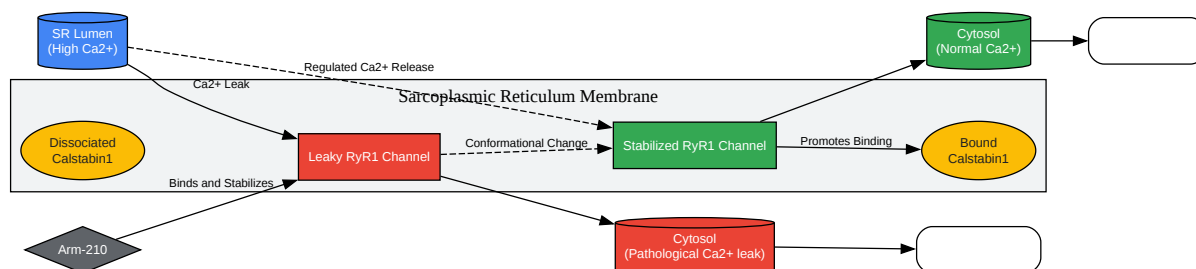 SR Lumen
(High Ca2+)
Cytosol
(Normal Ca2+)
Regulated Ca2+ Release
Ca2+ Leak
Sarcoplasmic Reticulum Membrane
Dissociated
Calstabin1
Leaky RyR1 Channel
Conformational Change
Stabilized RyR1 Channel
Promotes Binding
Bound
Calstabin1
Binds and Stabilizes
Arm-210
Cytosol
(Pathological Ca2+ leak)